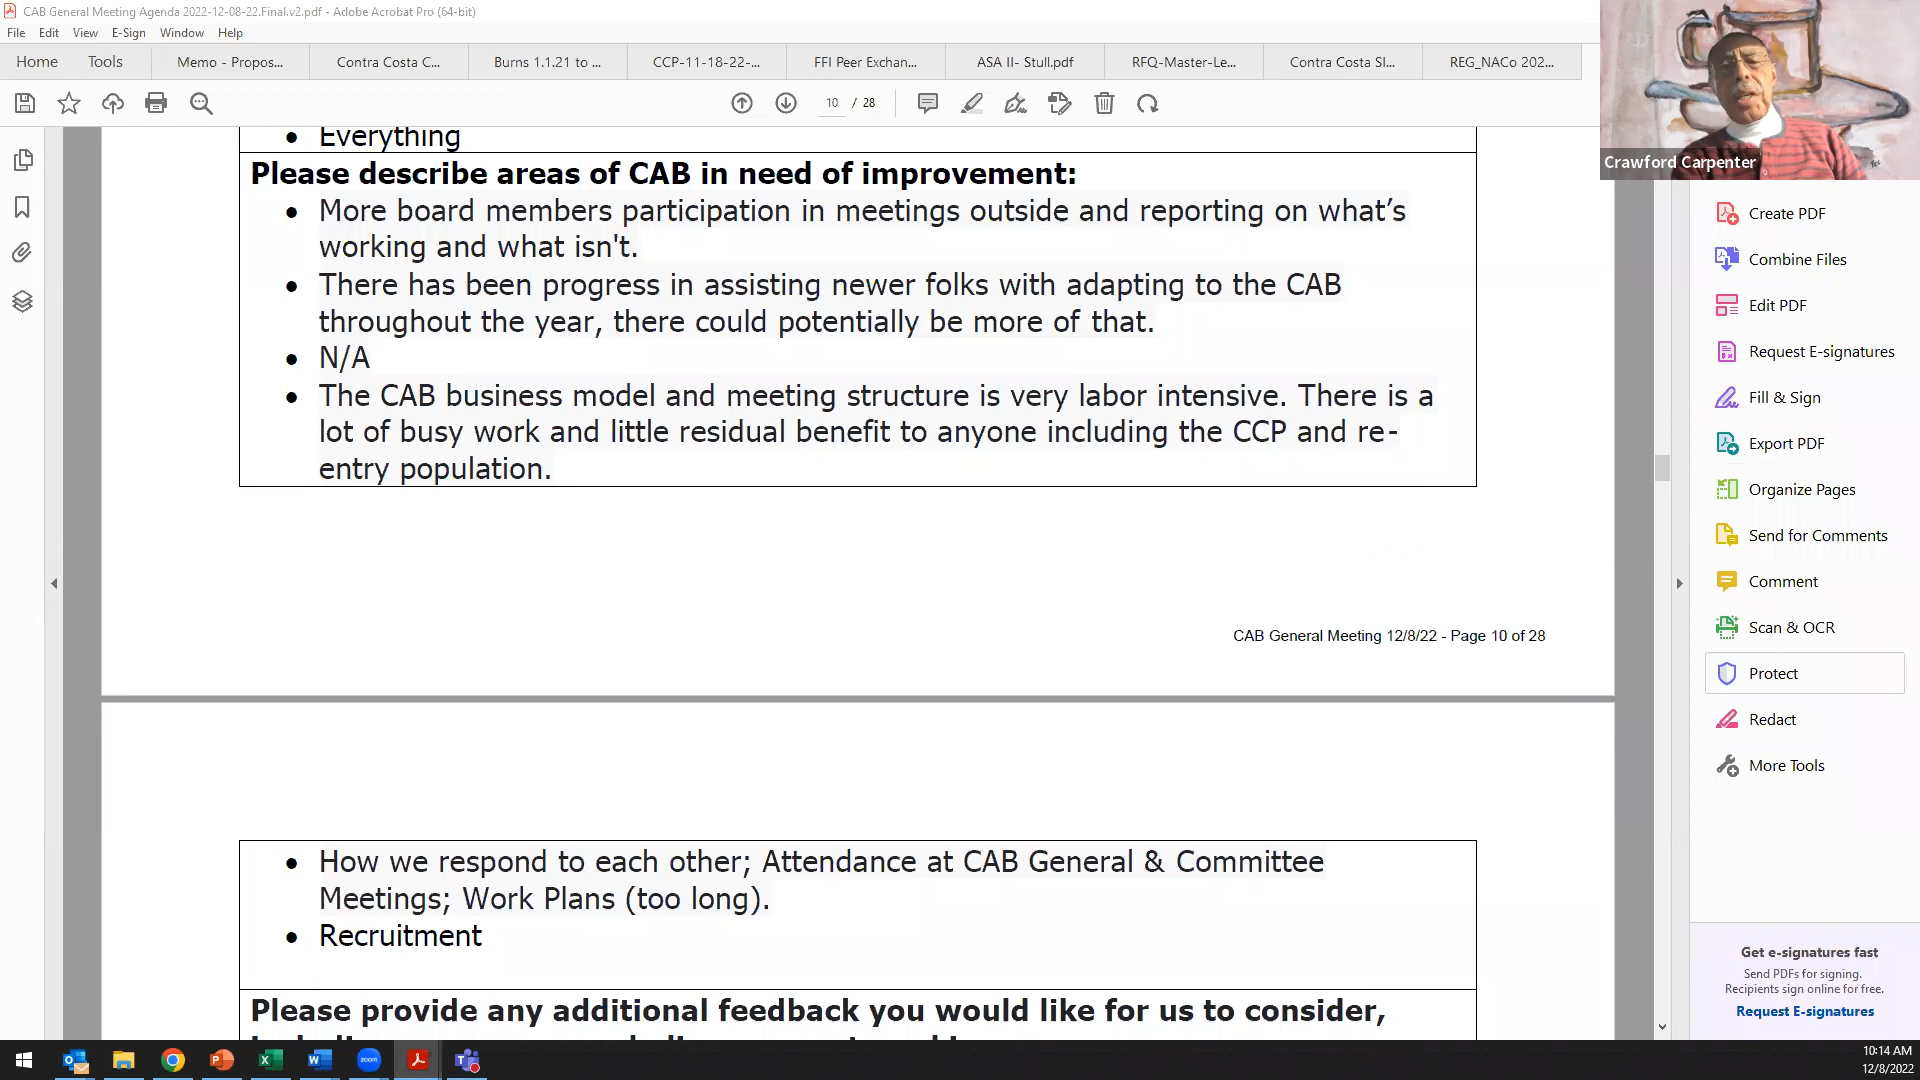 CAB General Meeting Agenda 2022-12-08-22.Final.v2.pdf - Adobe Acrobat Pro (64-bit)
File Edit View E-Sign Window Help
Home Tools Memo - Propos... Contra Costa C... Burns 1.1.21 to ... CCP-11-18-22-... FFI Peer Exchan... ASA II- Stull.pdf RFQ-Master-Le... Contra Costa SI... REG_NACo 202...
10 / 28
Crawford Carpenter
• Everything
Please describe areas of CAB in need of improvement:
• More board members participation in meetings outside and reporting on what’s
working and what isn't.
• There has been progress in assisting newer folks with adapting to the CAB
throughout the year, there could potentially be more of that.
• N/A
• The CAB business model and meeting structure is very labor intensive. There is a
lot of busy work and little residual benefit to anyone including the CCP and re-
entry population.
CAB General Meeting 12/8/22 - Page 10 of 28
• How we respond to each other; Attendance at CAB General & Committee
Meetings; Work Plans (too long).
• Recruitment
Please provide any additional feedback you would like for us to consider,
Create PDF
Combine Files
Edit PDF
Request E-signatures
Fill & Sign
Export PDF
Organize Pages
Send for Comments
Comment
Scan & OCR
Protect
Redact
More Tools
Get e-signatures fast
Send PDFs for signing.
Recipients sign online for free.
Request E-signatures
zoom
10:14 AM
12/8/2022